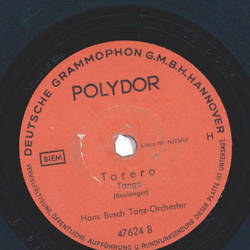 DEUTSCHE GRAMMOPHON G.M.B.H. HANNOVER
POLYDOR
BIEM
H
Torero
Tango
(Boulanger)
Hans Busch Tanz-Orchester
47624 B
VERVIELFÄLTIGUNG, ÖFFENTLICHE AUFFÜHRUNG U RUNDFUNKSENDUNG DIESER PLATTE IST UNTERSAGT.